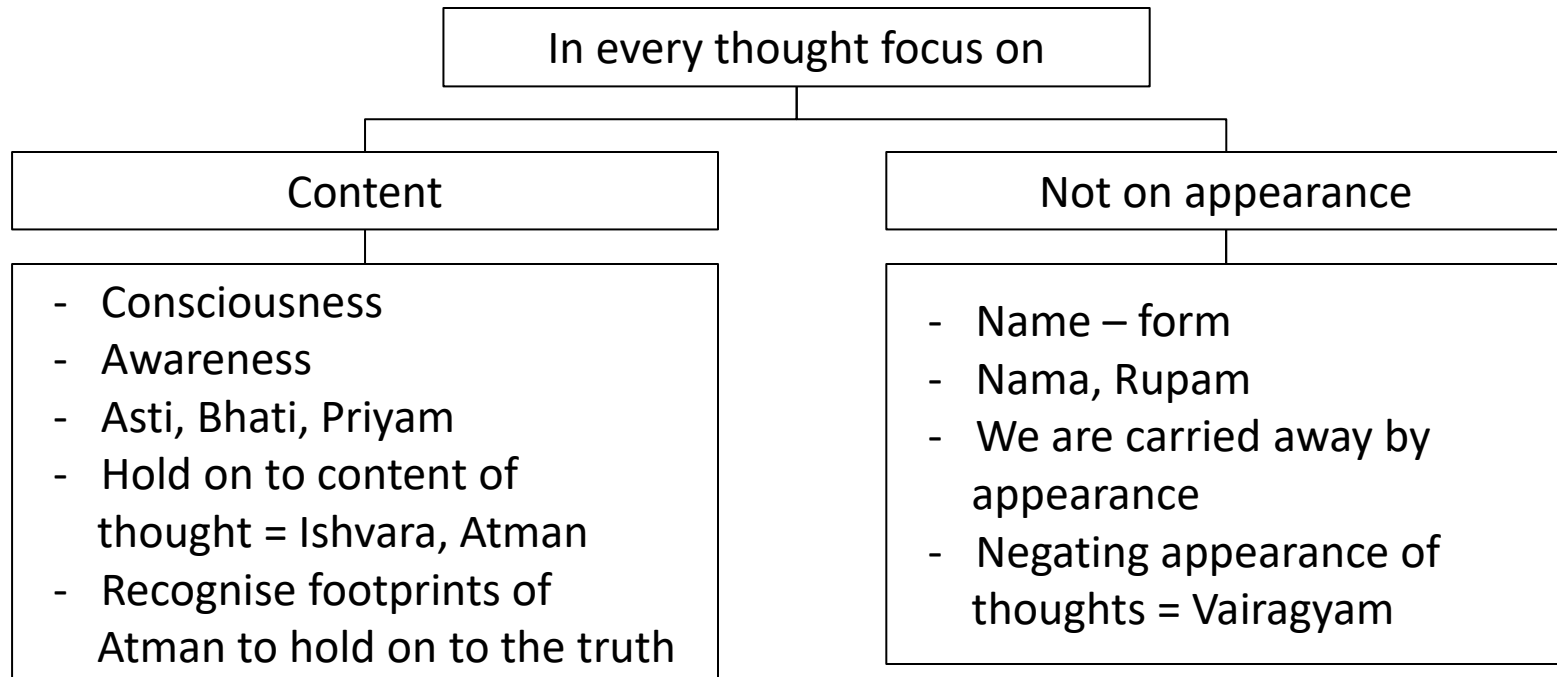 In every thought focus on
Content
- Consciousness
- Awareness
- Asti, Bhati, Priyam
- Hold on to content of
thought = Ishvara, Atman
- Recognise footprints of
Atman to hold on to the truth
Not on appearance
- Name – form
- Nama, Rupam
- We are carried away by
appearance
- Negating appearance of
thoughts = Vairagyam